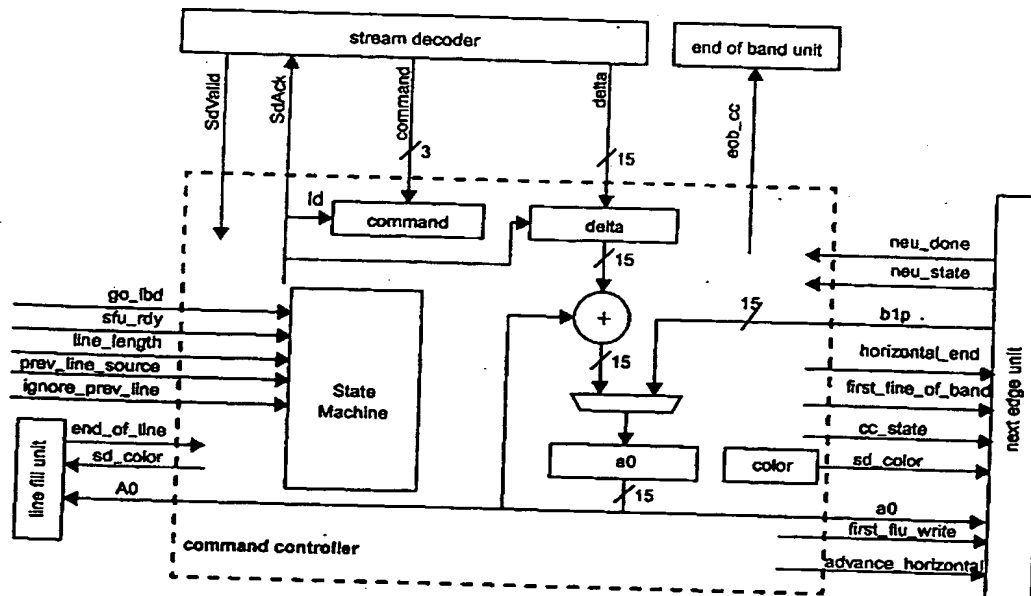 stream decoder
end of band unit
SdValid
SdAck
command
3
delta
15
eob_cc
ld
command
delta
15
neu_done
neu_state
go_lbd
sfu_rdy
line_length
prev_line_source
ignore_prev_line
State
Machine
+
15
b1p
15
horizontal_end
first_line_of_band
cc_state
next edge unit
line fill unit
end_of_line
sd_color
A0
a0
color
sd_color
15
a0
first_flu_write
advance_horizontal
command controller